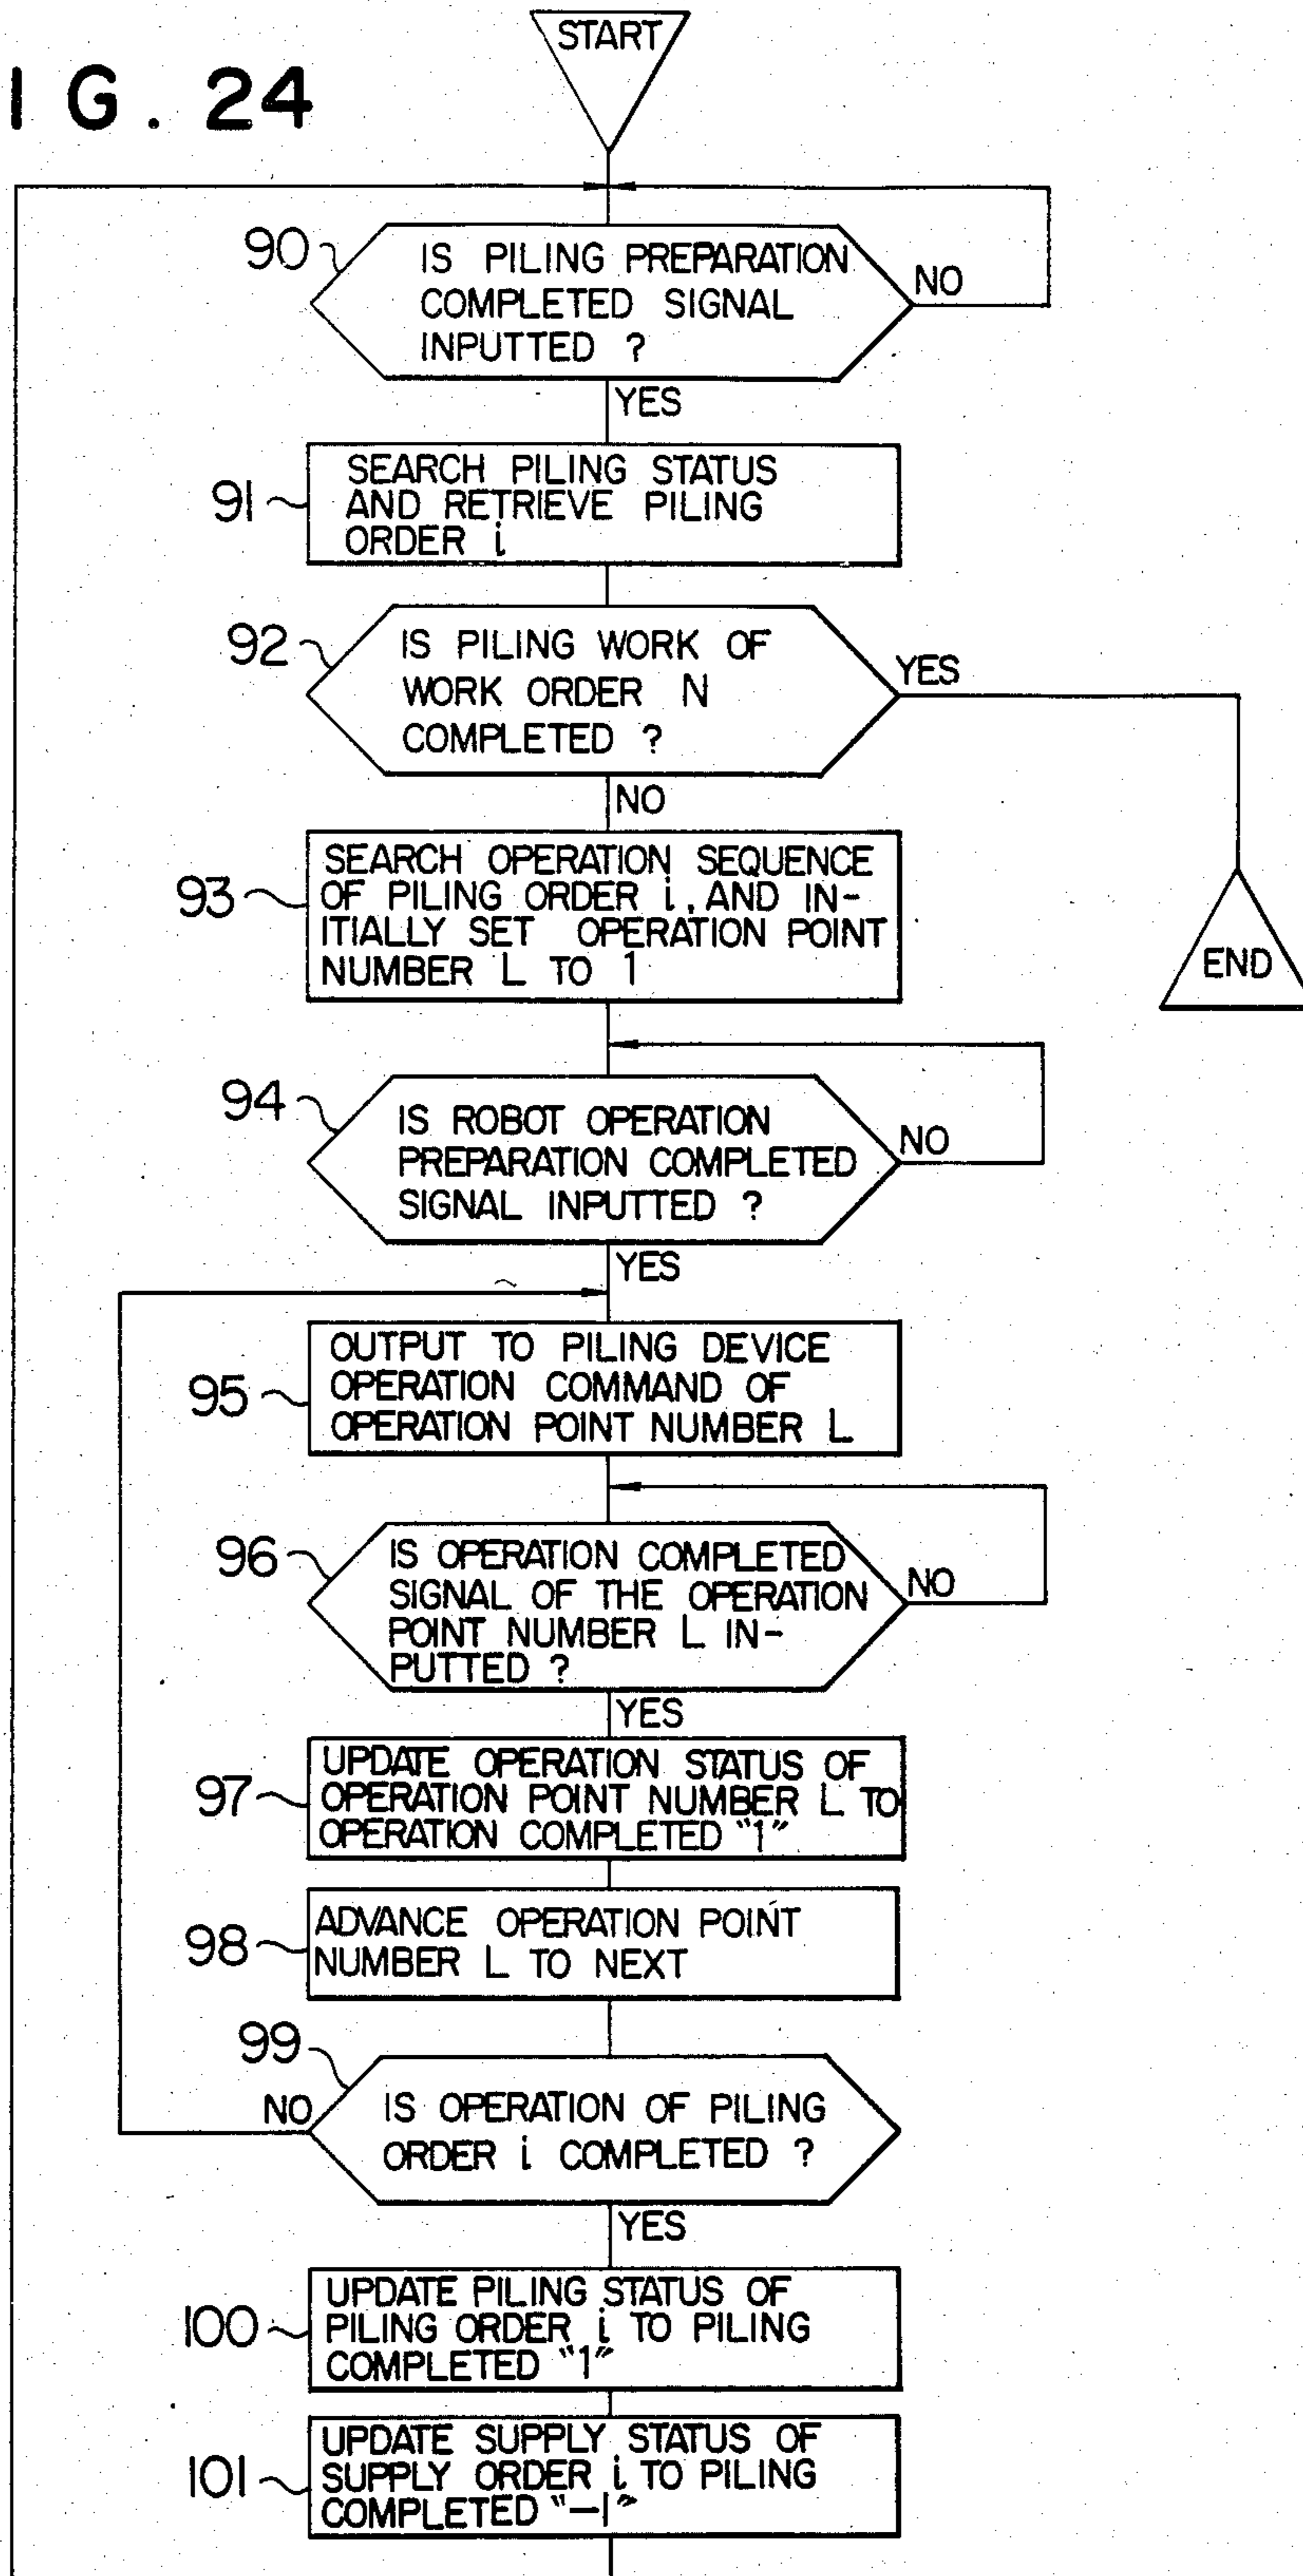 IG. 24
START
90
IS PILING PREPARATION
COMPLETED SIGNAL
INPUTTED ?
NO
YES
91
SEARCH PILING STATUS
AND RETRIEVE PILING
ORDER i
92
IS PILING WORK OF
WORK ORDER N
COMPLETED ?
YES
NO
93
SEARCH OPERATION SEQUENCE
OF PILING ORDER i, AND IN-
ITIALLY SET OPERATION POINT
NUMBER L TO 1
END
94
IS ROBOT OPERATION
PREPARATION COMPLETED
SIGNAL INPUTTED ?
NO
YES
95
OUTPUT TO PILING DEVICE
OPERATION COMMAND OF
OPERATION POINT NUMBER L
96
IS OPERATION COMPLETED
SIGNAL OF THE OPERATION
POINT NUMBER L IN-
PUTTED ?
NO
YES
97
UPDATE OPERATION STATUS OF
OPERATION POINT NUMBER L TO
OPERATION COMPLETED "1"
98
ADVANCE OPERATION POINT
NUMBER L TO NEXT
99
NO
IS OPERATION OF PILING
ORDER i COMPLETED ?
YES
100
UPDATE PILING STATUS OF
PILING ORDER i TO PILING
COMPLETED "1"
101
UPDATE SUPPLY STATUS OF
SUPPLY ORDER i TO PILING
COMPLETED "-1"